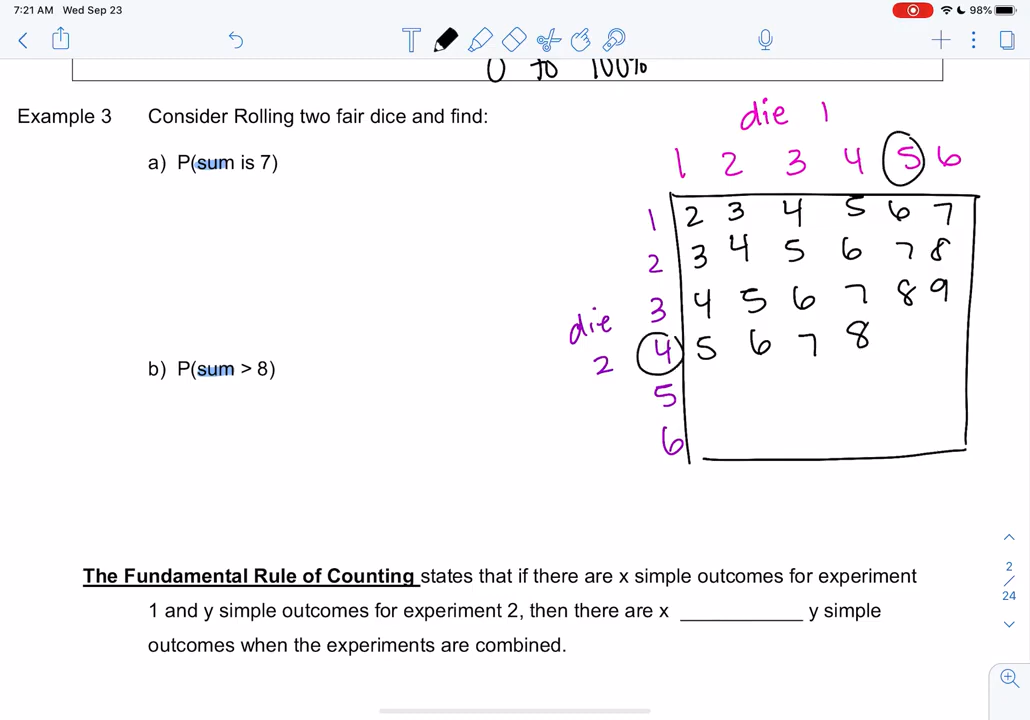 7:21 AM Wed Sep 23
98%
T
0 to 100%
Example 3 Consider Rolling two fair dice and find:
die 1
a) P(sum is 7)
1 2 3 4 5 6
1 2 3 4 5 6 7
2 3 4 5 6 7 8
3 4 5 6 7 8 9
die
2
4 5 6 7 8
b) P(sum > 8)
5
6
The Fundamental Rule of Counting states that if there are x simple outcomes for experiment
1 and y simple outcomes for experiment 2, then there are x ____________ y simple
outcomes when the experiments are combined.
2
/
24